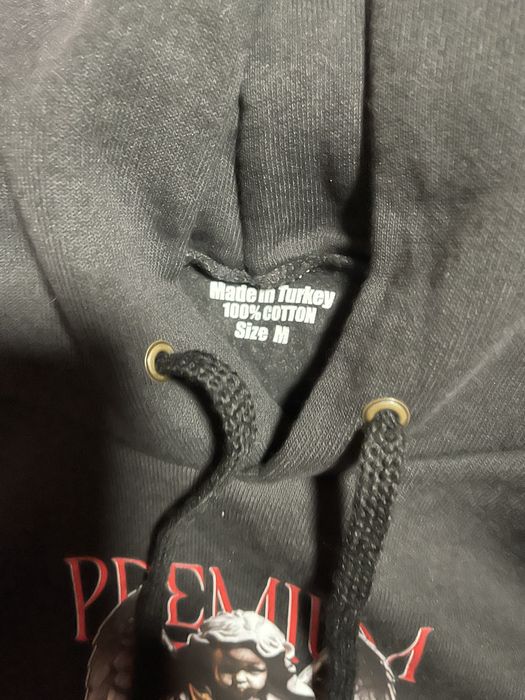 Made in Turkey
100% COTTON
Size M
PREMIUM